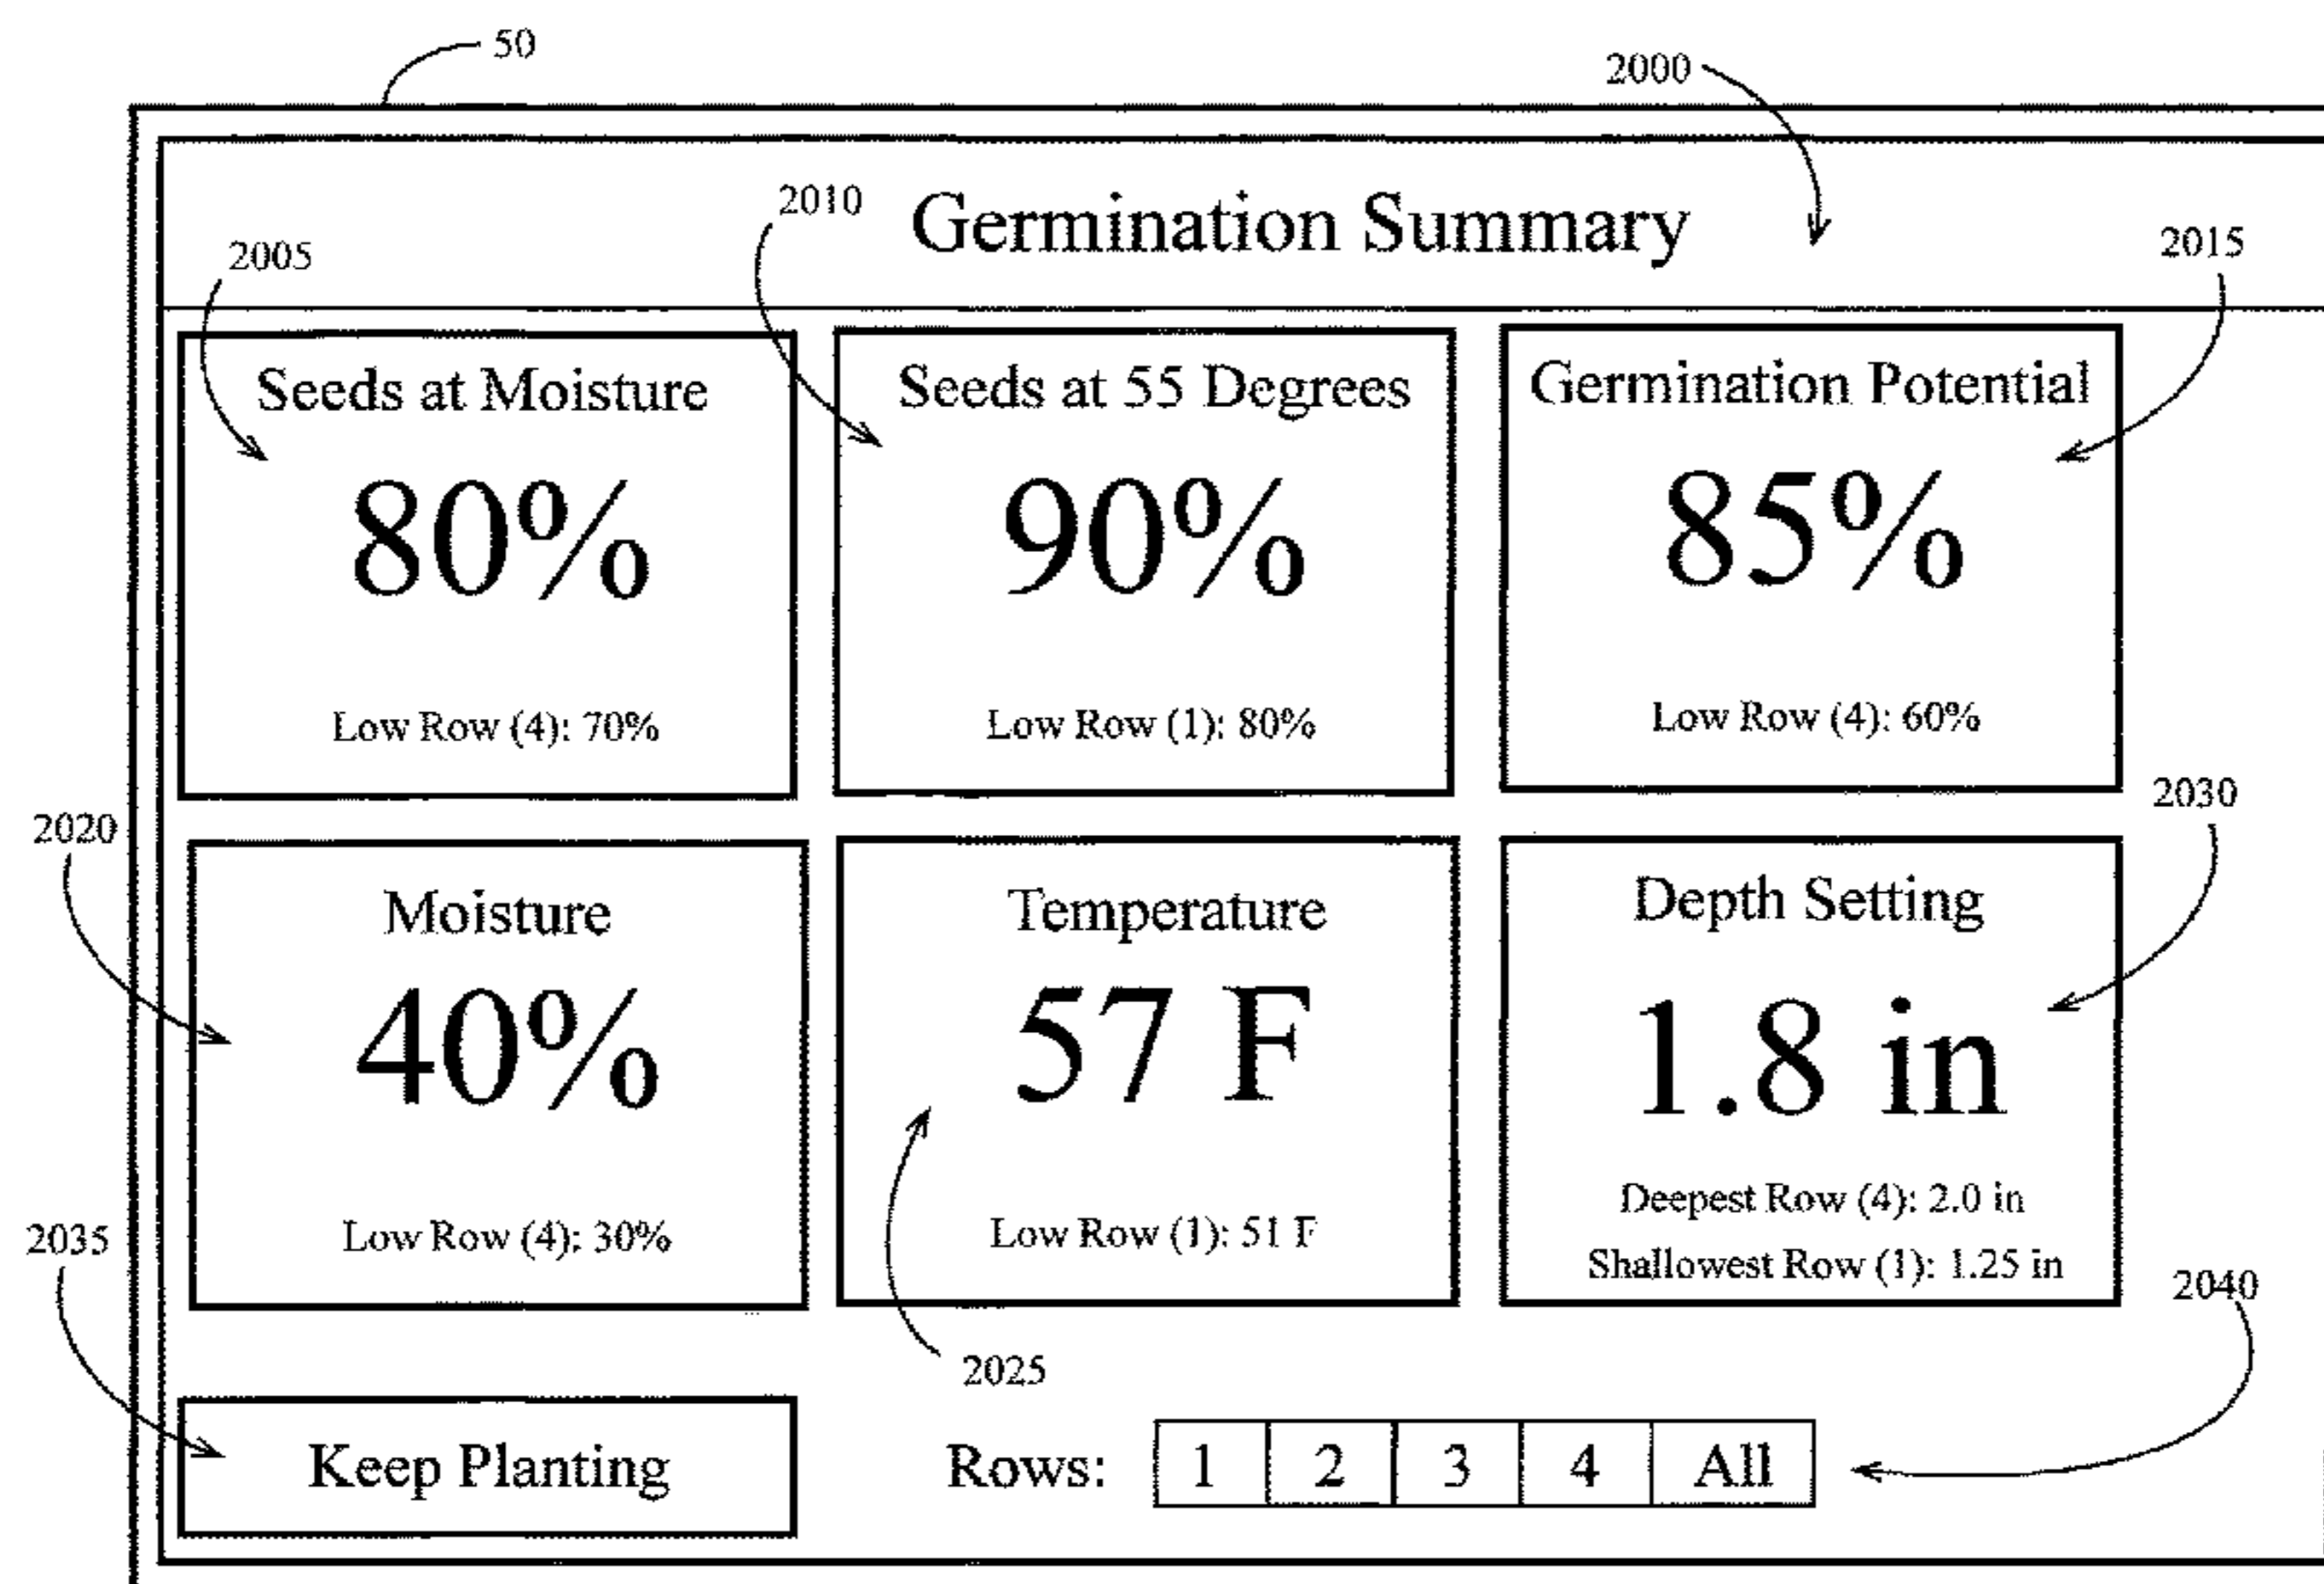 50
2000
2010
Germination Summary
2005
2015
Seeds at Moisture
80%
Low Row (4): 70%
Seeds at 55 Degrees
90%
Low Row (1): 80%
Germination Potential
85%
Low Row (4): 60%
2020
2030
Moisture
40%
Low Row (4): 30%
Temperature
57 F
Low Row (1): 51 F
Depth Setting
1.8 in
Deepest Row (4): 2.0 in
Shallowest Row (1): 1.25 in
2035
2040
2025
Keep Planting
Rows: 1 2 3 4 All